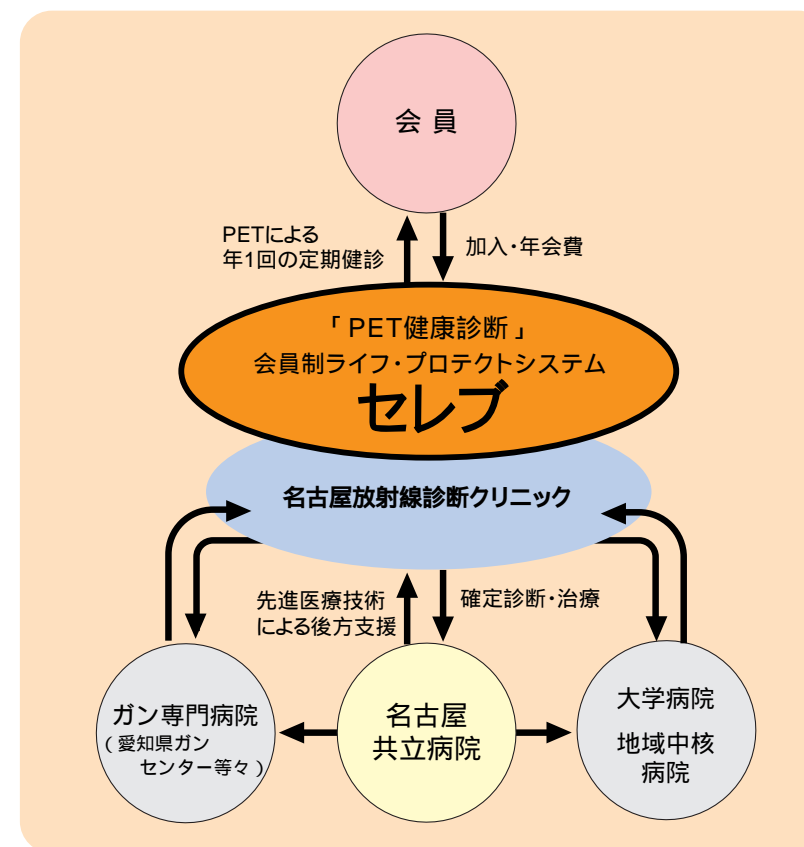 会 員
PETによる
年1回の定期健診
加入・年会費
「 PET健康診断 」
会員制ライフ・プロテクトシステム
セレブ
名古屋放射線診断クリニック
先進医療技術
による後方支援
確定診断・治療
ガン専門病院
( 愛知県ガン
センター等々 )
名古屋
共立病院
大学病院
地域中核
病院